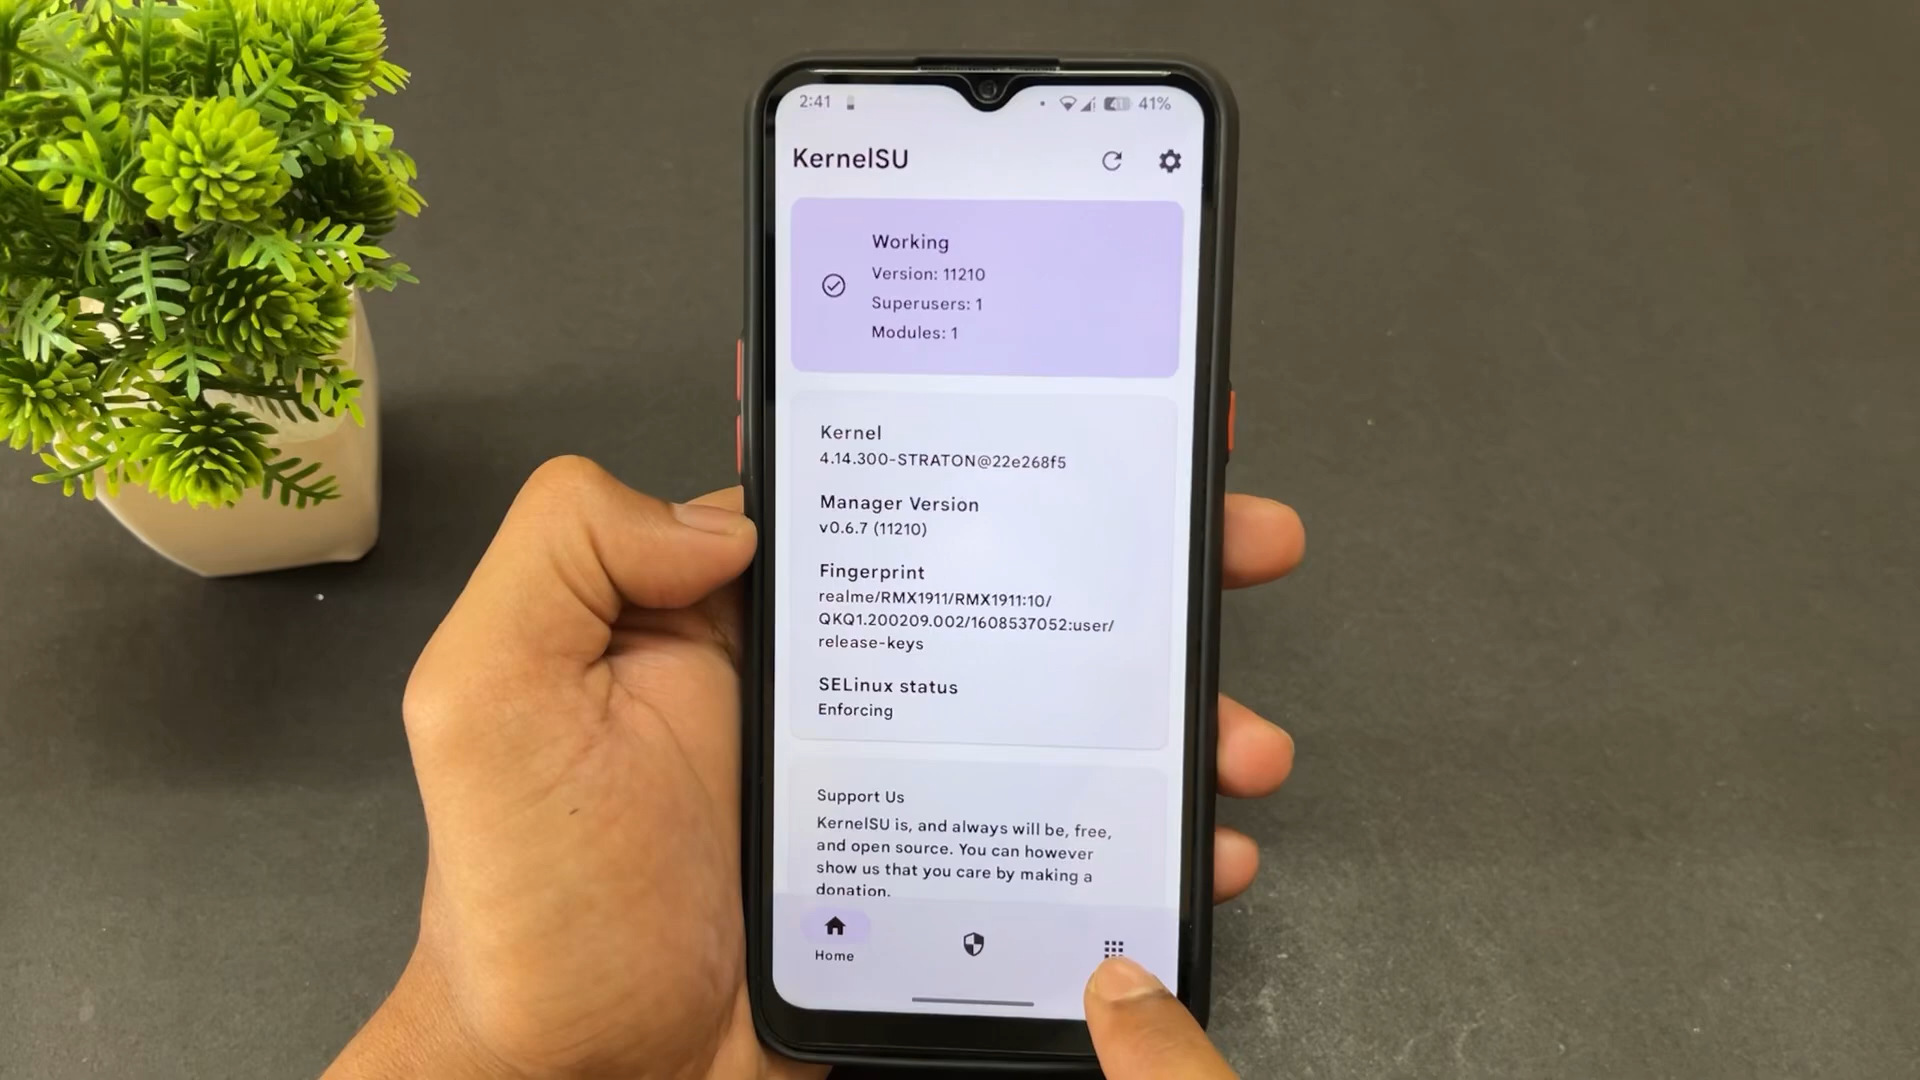 2:41
41%
KernelSU
Working
Version: 11210
Superusers: 1
Modules: 1
Kernel
4.14.300-STRATON@22e268f5
Manager Version
v0.6.7 (11210)
Fingerprint
realme/RMX1911/RMX1911:10/
QKQ1.200209.002/1608537052:user/
release-keys
SELinux status
Enforcing
Support Us
KernelSU is, and always will be, free,
and open source. You can however
show us that you care by making a
donation.
Home